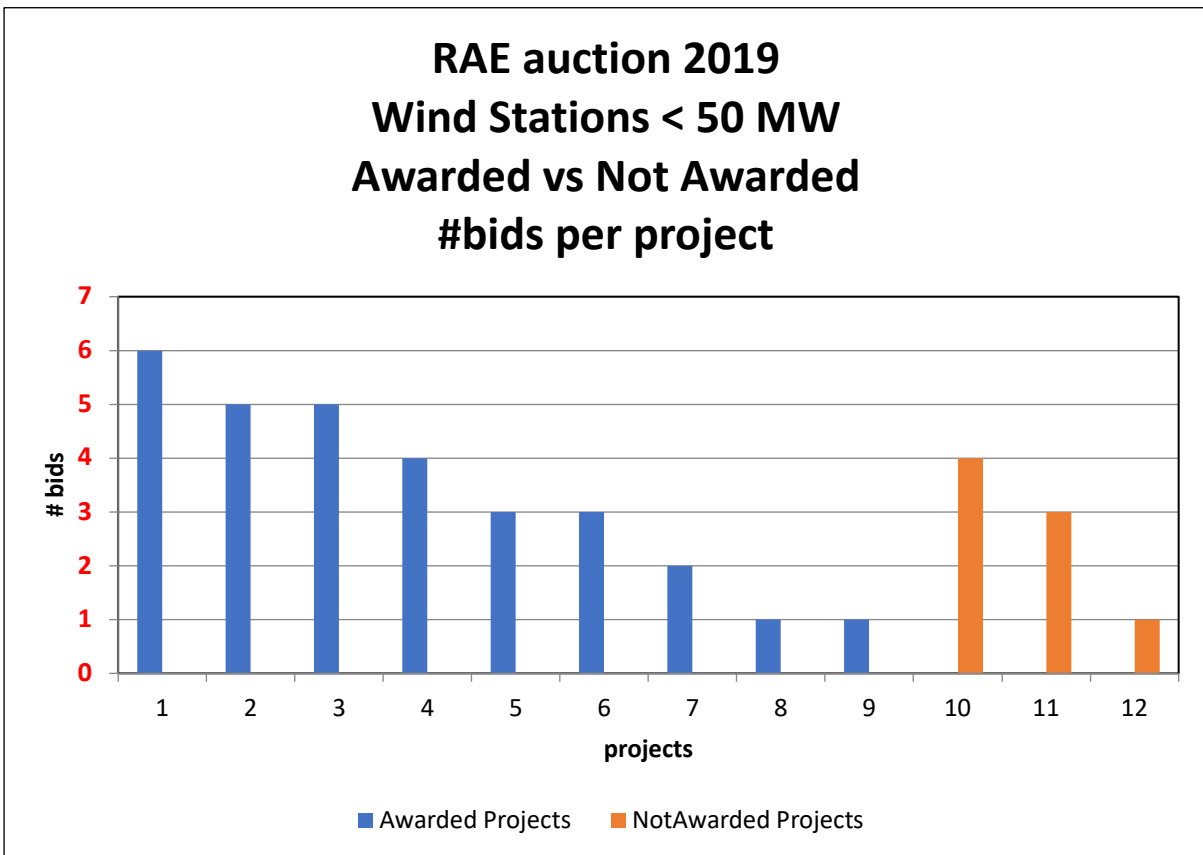 RAE auction 2019
Wind Stations < 50 MW
Awarded vs Not Awarded
#bids per project
7
6
5
4
3
2
1
0
# bids
1 2 3 4 5 6 7 8 9 10 11 12
projects
Awarded Projects NotAwarded Projects